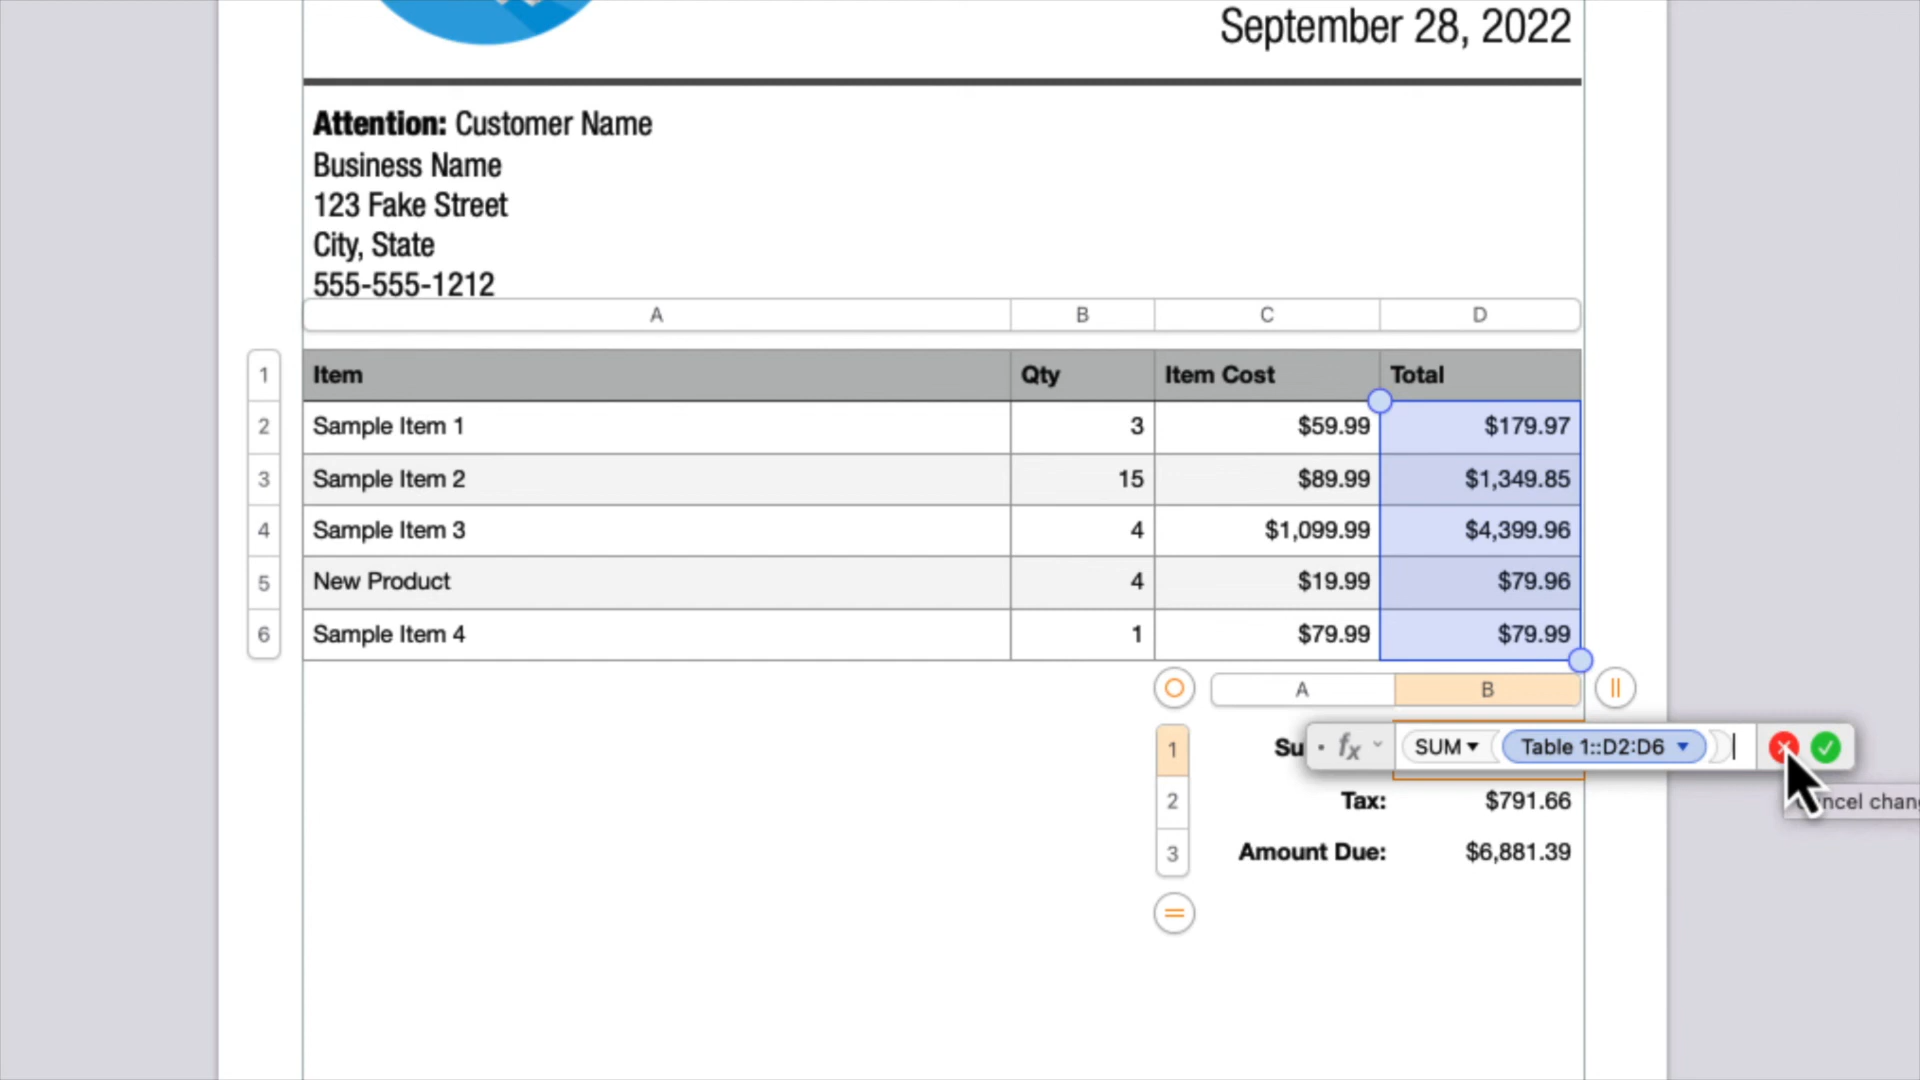 September 28, 2022
Attention: Customer Name
Business Name
123 Fake Street
City, State
555-555-1212
A B C D
1 Item Qty Item Cost Total
2 Sample Item 1 3 $59.99 $179.97
3 Sample Item 2 15 $89.99 $1,349.85
4 Sample Item 3 4 $1,099.99 $4,399.96
5 New Product 4 $19.99 $79.96
6 Sample Item 4 1 $79.99 $79.99
A B
1 Su fx SUM Table 1::D2:D6
2 Tax: $791.66
ncel chan
3 Amount Due: $6,881.39